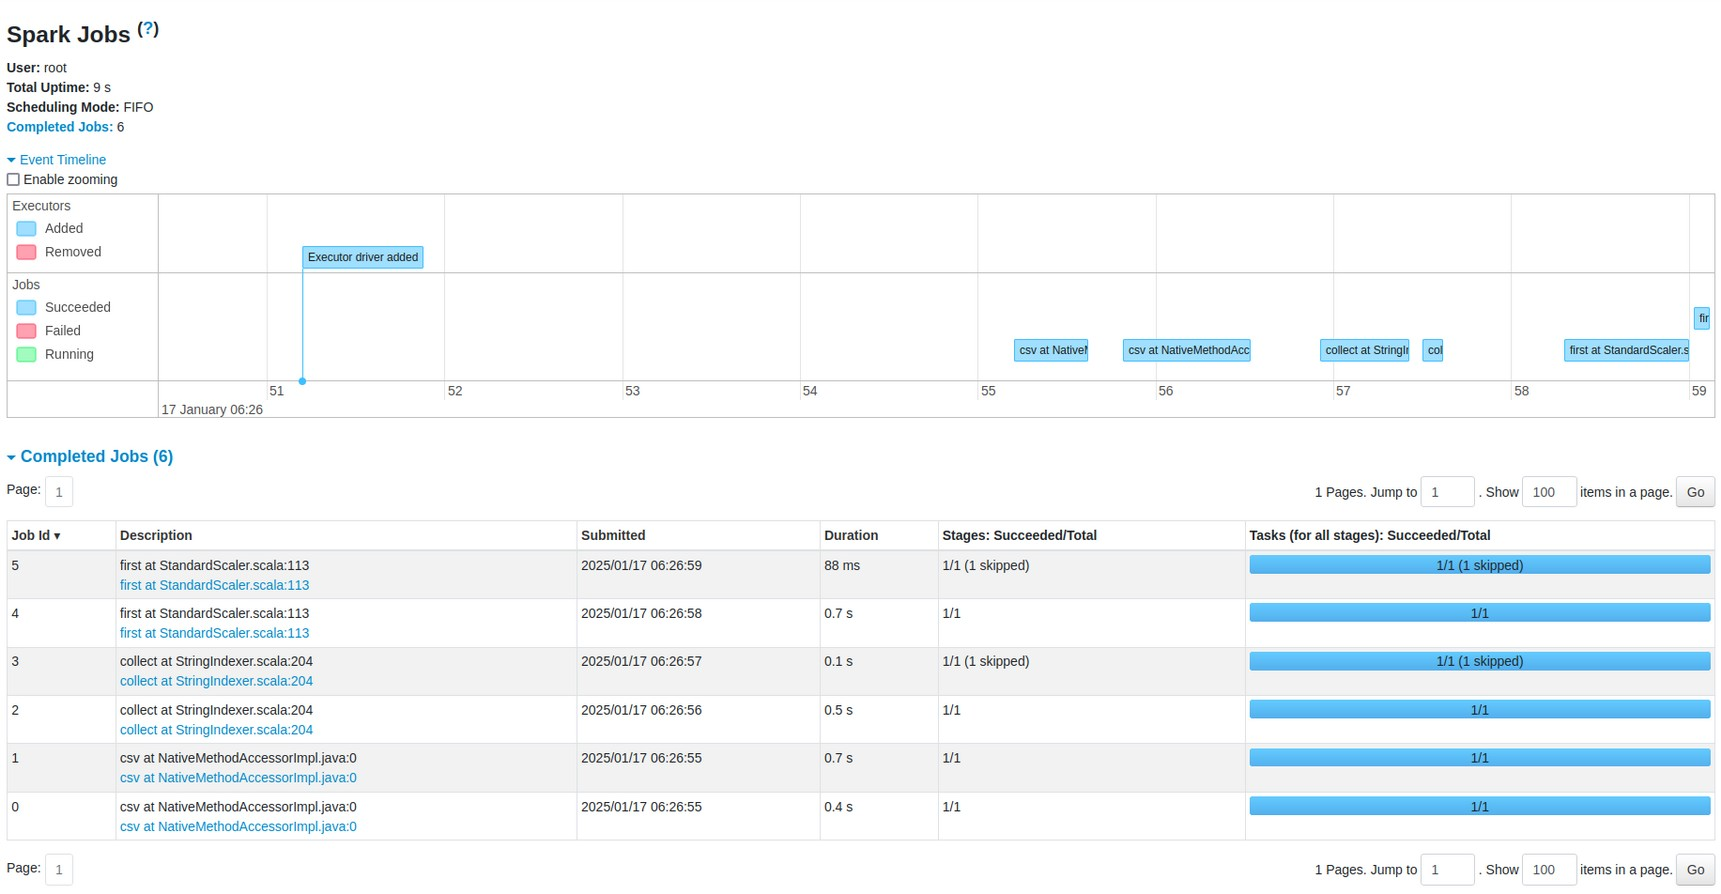 Spark Jobs (?)
User: root
Total Uptime: 9 s
Scheduling Mode: FIFO
Completed Jobs: 6
Event Timeline
Enable zooming
Executors
Added
Removed
Executor driver added
Jobs
Succeeded
Failed
Running
fir
csv at NativeM
csv at NativeMethodAcc
collect at StringIn
col
first at StandardScaler.s
51 52 53 54 55 56 57 58 59
17 January 06:26
Completed Jobs (6)
Page: 1 1 Pages. Jump to 1 . Show 100 items in a page. Go
Job Id ▾ Description Submitted Duration Stages: Succeeded/Total Tasks (for all stages): Succeeded/Total
5 first at StandardScaler.scala:113 2025/01/17 06:26:59 88 ms 1/1 (1 skipped) 1/1 (1 skipped)
first at StandardScaler.scala:113
4 first at StandardScaler.scala:113 2025/01/17 06:26:58 0.7 s 1/1 1/1
first at StandardScaler.scala:113
3 collect at StringIndexer.scala:204 2025/01/17 06:26:57 0.1 s 1/1 (1 skipped) 1/1 (1 skipped)
collect at StringIndexer.scala:204
2 collect at StringIndexer.scala:204 2025/01/17 06:26:56 0.5 s 1/1 1/1
collect at StringIndexer.scala:204
1 csv at NativeMethodAccessorImpl.java:0 2025/01/17 06:26:55 0.7 s 1/1 1/1
csv at NativeMethodAccessorImpl.java:0
0 csv at NativeMethodAccessorImpl.java:0 2025/01/17 06:26:55 0.4 s 1/1 1/1
csv at NativeMethodAccessorImpl.java:0
Page: 1 1 Pages. Jump to 1 . Show 100 items in a page. Go